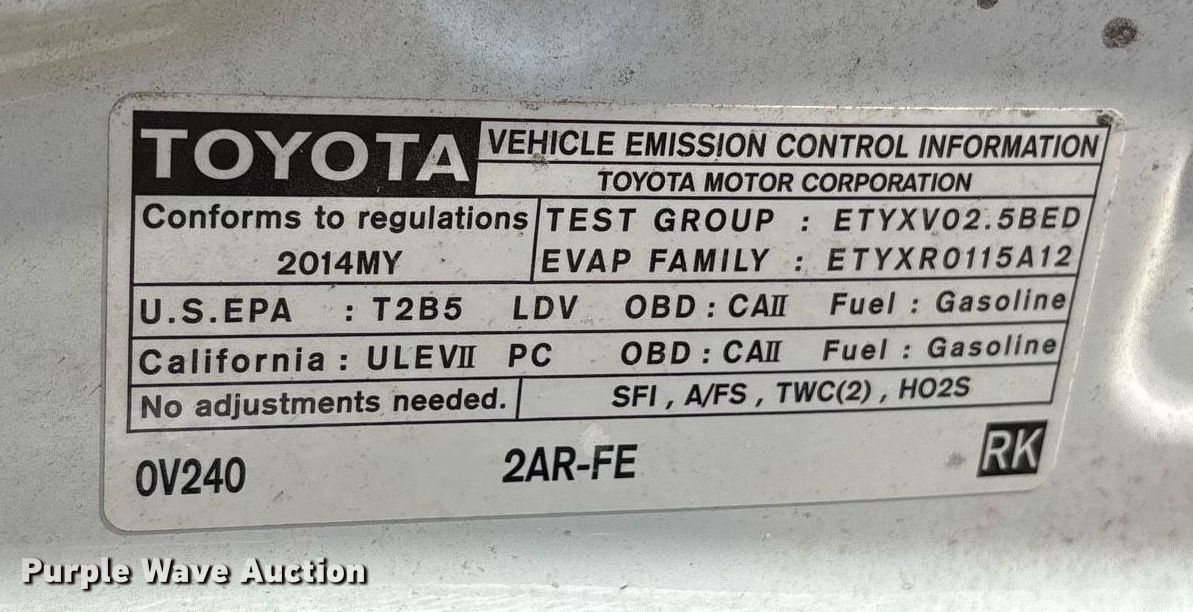 TOYOTA
VEHICLE EMISSION CONTROL INFORMATION
TOYOTA MOTOR CORPORATION
Conforms to regulations
2014MY
TEST GROUP : ETYXV02.5BED
EVAP FAMILY : ETYXR0115A12
U.S.EPA : T2B5 LDV OBD : CAII Fuel : Gasoline
California : ULEVII PC OBD : CAII Fuel : Gasoline
No adjustments needed.
SFI , A/FS , TWC(2) , HO2S
0V240
2AR-FE
RK
Purple Wave Auction